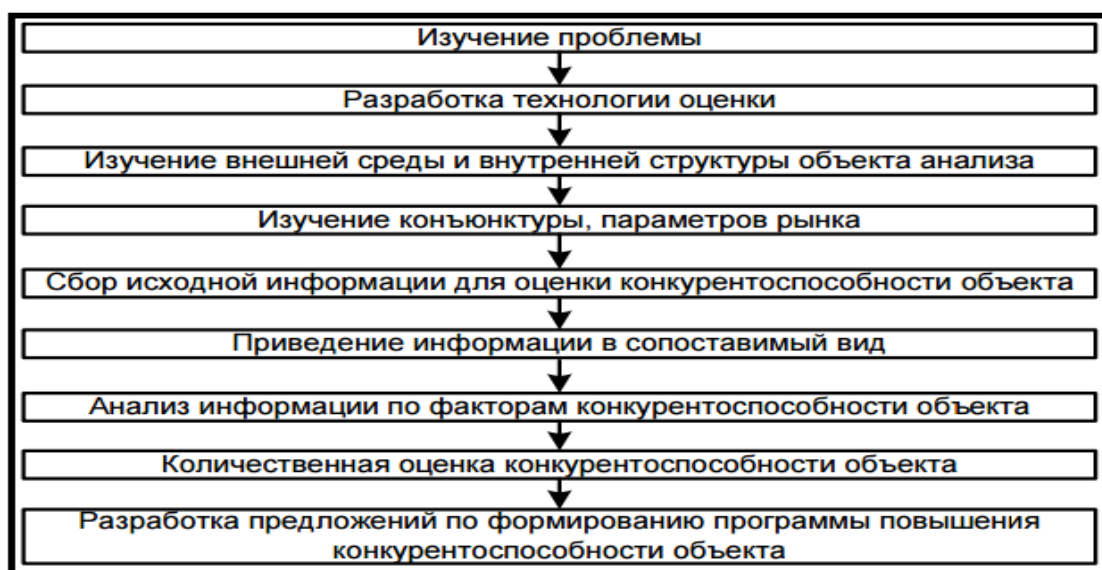 Изучение проблемы
Разработка технологии оценки
Изучение внешней среды и внутренней структуры объекта анализа
Изучение конъюнктуры, параметров рынка
Сбор исходной информации для оценки конкурентоспособности объекта
Приведение информации в сопоставимый вид
Анализ информации по факторам конкурентоспособности объекта
Количественная оценка конкурентоспособности объекта
Разработка предложений по формированию программы повышения
конкурентоспособности объекта